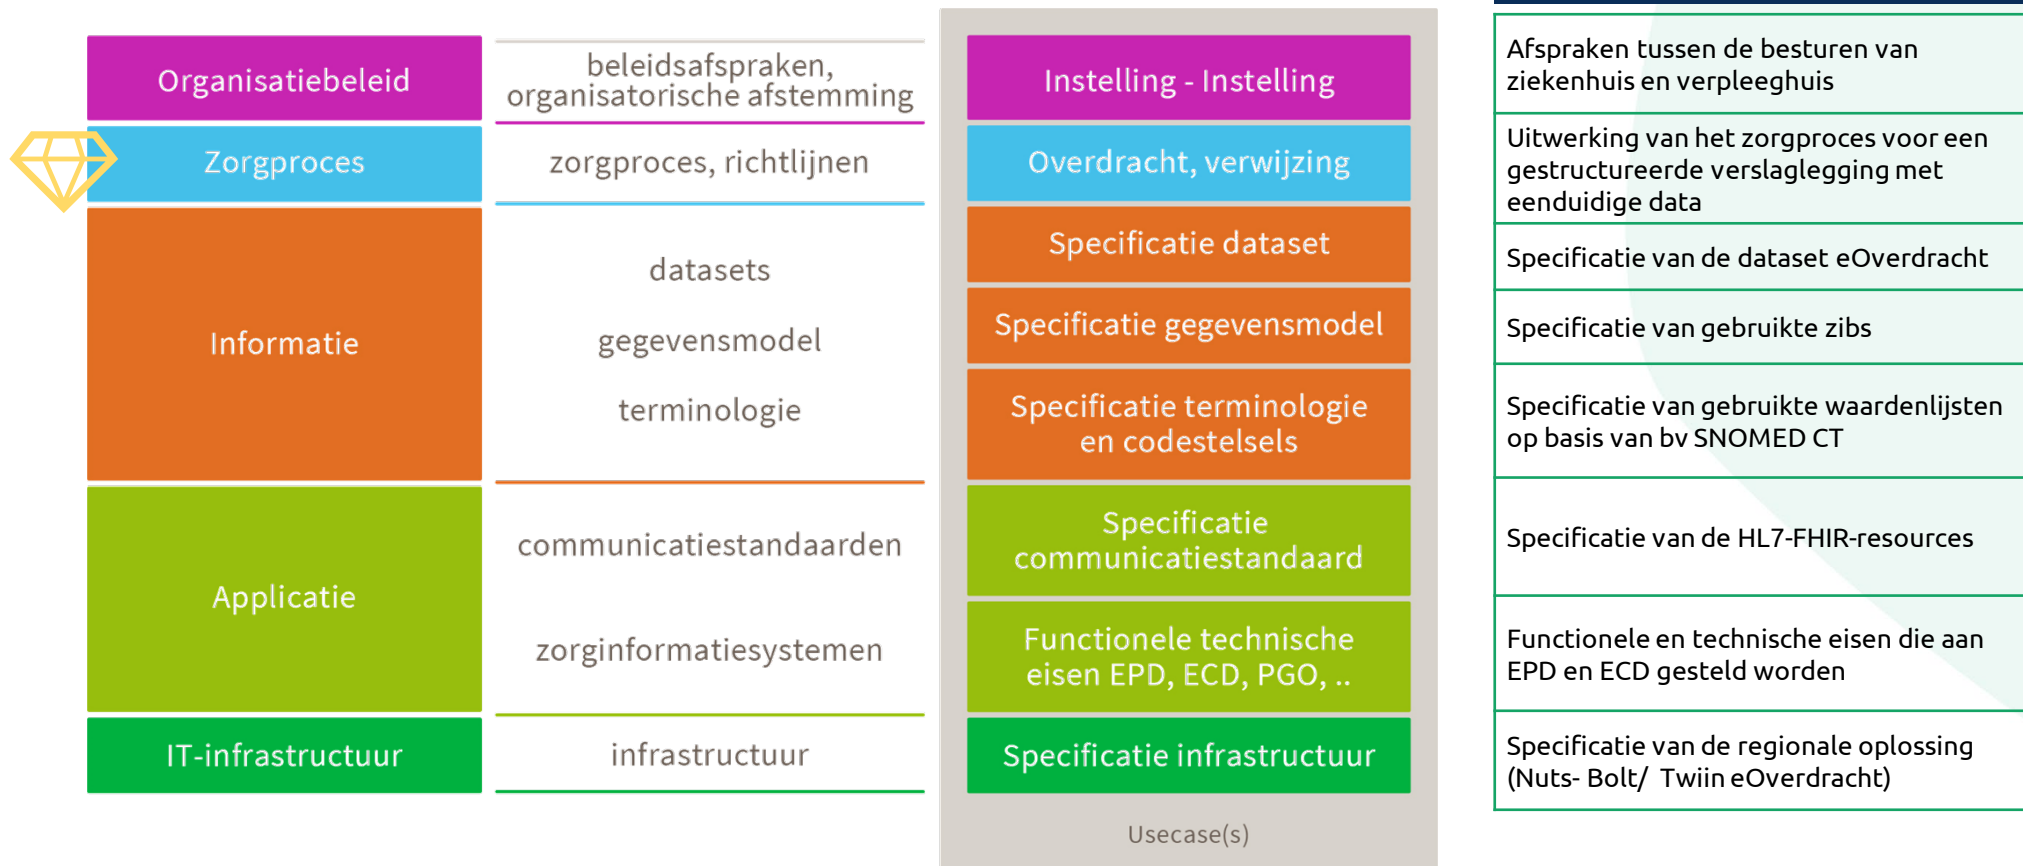 Organisatiebeleid
beleidsafspraken,
organisatorische afstemming
Instelling - Instelling
Afspraken tussen de besturen van
ziekenhuis en verpleeghuis
Zorgproces
zorgproces, richtlijnen
Overdracht, verwijzing
Uitwerking van het zorgproces voor een
gestructureerde verslaglegging met
eenduidige data
Informatie
datasets
gegevensmodel
terminologie
Specificatie dataset
Specificatie van de dataset eOverdracht
Specificatie gegevensmodel
Specificatie van gebruikte zibs
Specificatie terminologie
en codestelsels
Specificatie van gebruikte waardenlijsten
op basis van bv SNOMED CT
Applicatie
communicatiestandaarden
zorginformatiesystemen
Specificatie
communicatiestandaard
Specificatie van de HL7-FHIR-resources
Functionele technische
eisen EPD, ECD, PGO, ..
Functionele en technische eisen die aan
EPD en ECD gesteld worden
IT-infrastructuur
infrastructuur
Specificatie infrastructuur
Specificatie van de regionale oplossing
(Nuts- Bolt/ Twiin eOverdracht)
Usecase(s)